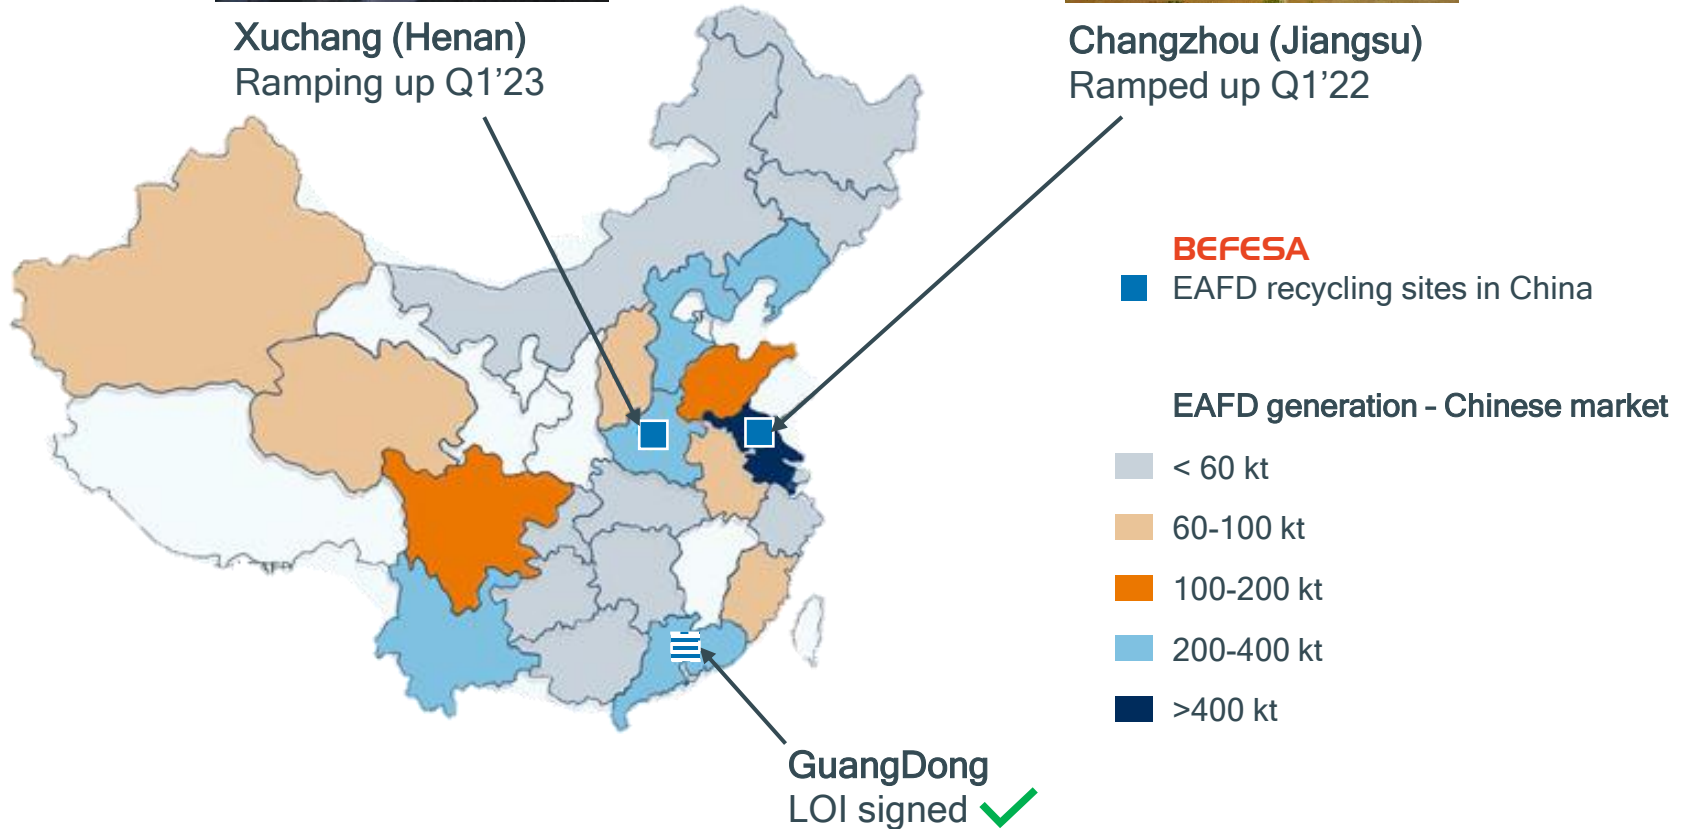 Xuchang (Henan)
Ramping up Q1’23
Changzhou (Jiangsu)
Ramped up Q1’22
BEFESA
EAFD recycling sites in China
EAFD generation - Chinese market
< 60 kt
60-100 kt
100-200 kt
200-400 kt
>400 kt
GuangDong
LOI signed